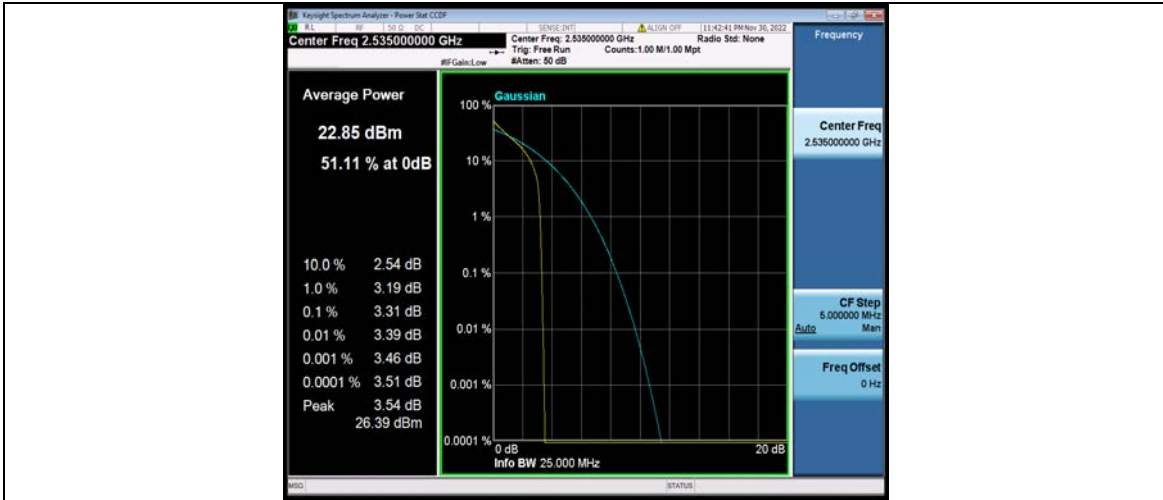 Keysight Spectrum Analyzer - Power Stat CCDF
RL RF 50 Ω DC SENSE:INT ALIGN OFF 11:42:41 PM Nov 30, 2022
Center Freq 2.535000000 GHz
Center Freq: 2.535000000 GHz Radio Std: None
Trig: Free Run Counts:1.00 M/1.00 Mpt
#IFGain:Low #Atten: 50 dB
Frequency
Average Power
22.85 dBm
51.11 % at 0dB
10.0 % 2.54 dB
1.0 % 3.19 dB
0.1 % 3.31 dB
0.01 % 3.39 dB
0.001 % 3.46 dB
0.0001 % 3.51 dB
Peak 3.54 dB
26.39 dBm
Gaussian
100 %
10 %
1 %
0.1 %
0.01 %
0.001 %
0.0001 %
0 dB 20 dB
Info BW 25.000 MHz
Center Freq
2.535000000 GHz
CF Step
5.000000 MHz
Auto Man
Freq Offset
0 Hz
MSG STATUS